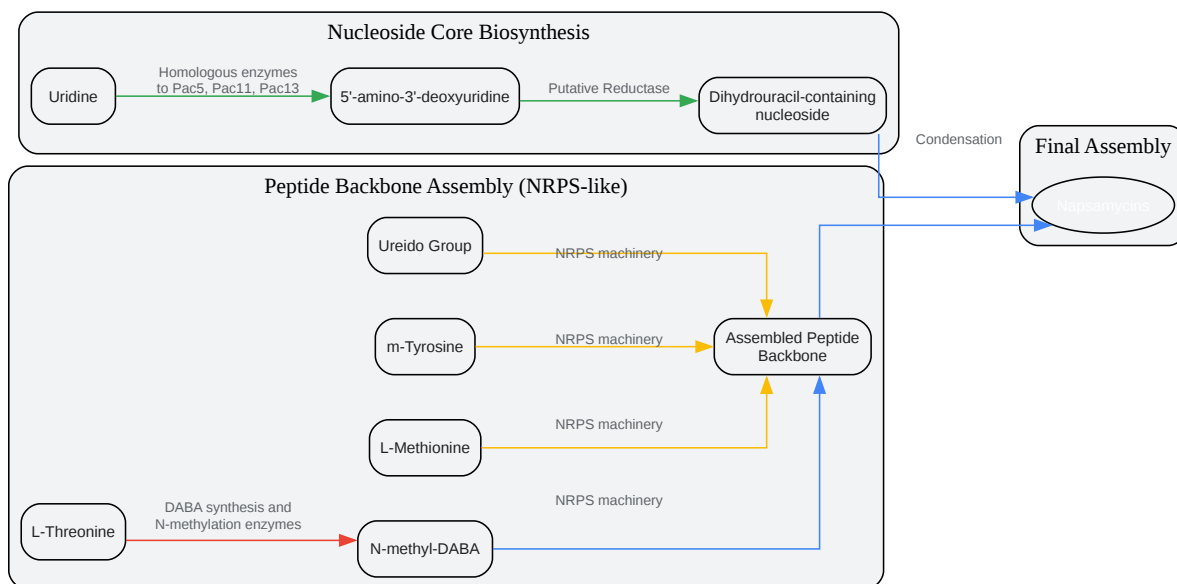 Nucleoside Core Biosynthesis
Uridine
Homologous enzymes
to Pac5, Pac11, Pac13
5'-amino-3'-deoxyuridine
Putative Reductase
Dihydrouracil-containing
nucleoside
Condensation
Final Assembly
Napsamycins
Peptide Backbone Assembly (NRPS-like)
Ureido Group
NRPS machinery
m-Tyrosine
NRPS machinery
Assembled Peptide
Backbone
L-Methionine
NRPS machinery
L-Threonine
DABA synthesis and
N-methylation enzymes
N-methyl-DABA
NRPS machinery